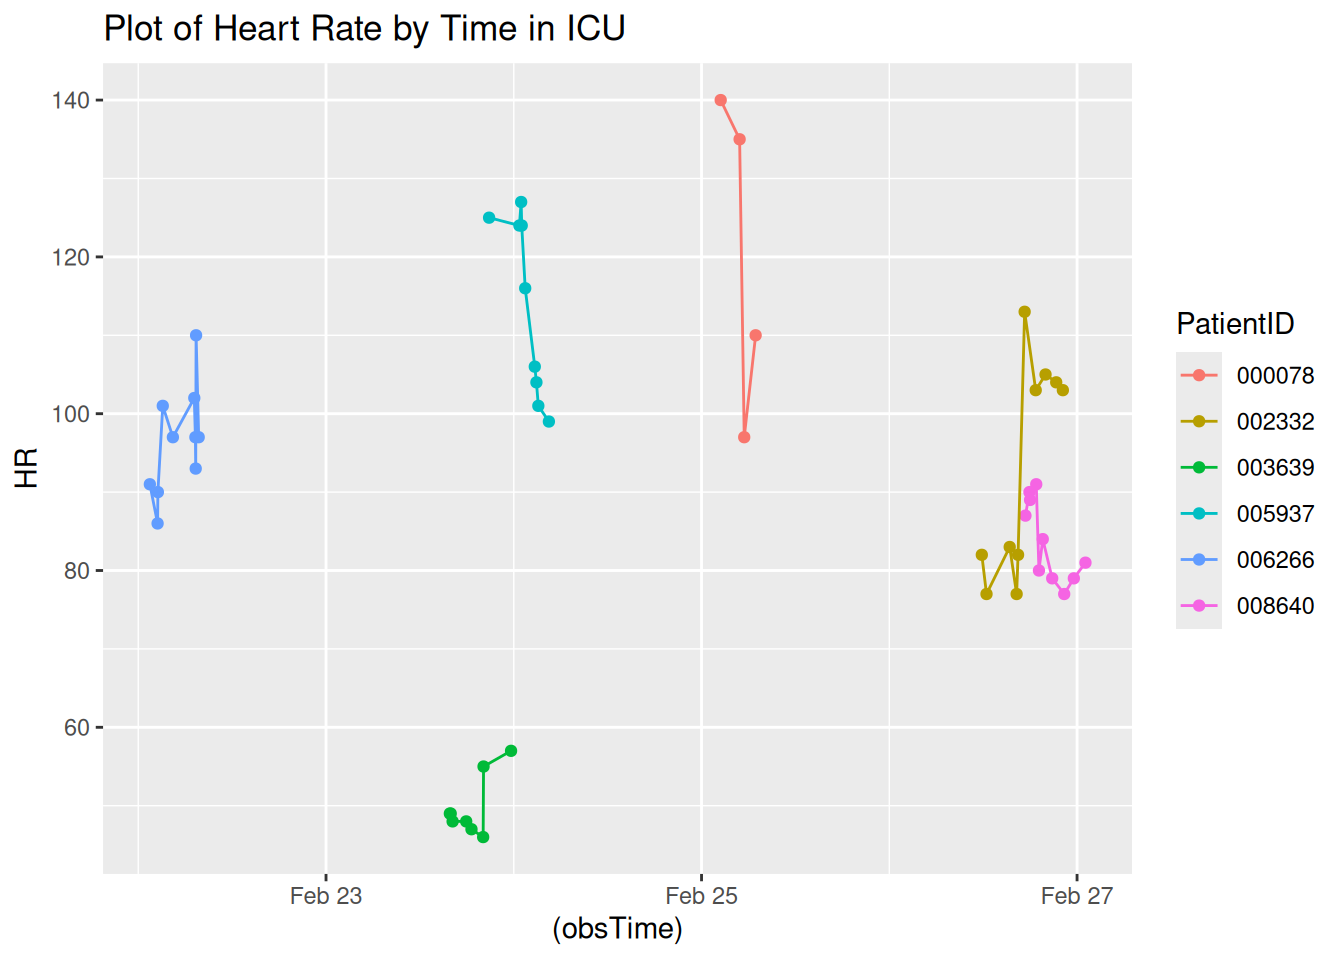 Plot of Heart Rate by Time in ICU
140
120
100
80
60
HR
Feb 23
Feb 25
Feb 27
(obsTime)
PatientID
000078
002332
003639
005937
006266
008640